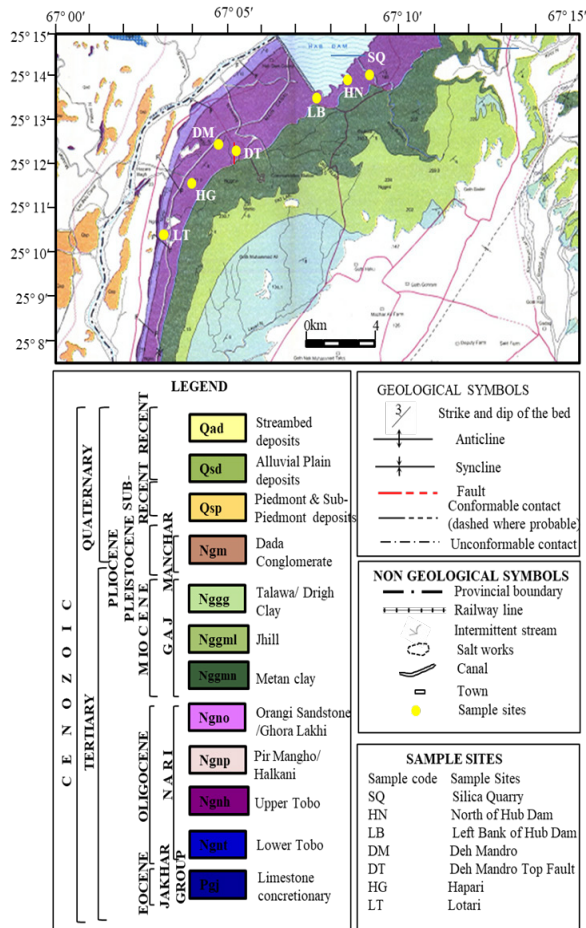 67° 00' 67° 05' 67° 10' 67° 15'
25° 15'
25° 14'
25° 13'
25° 12'
25° 11'
25° 10'
25° 9'
25° 8'
HAB DAM
SQ
HN
LB
DM
DT
HG
LT
0km 4
LEGEND
CENOZOIC
QUATERNARY
TERTIARY
PLIOCENE
PLEISTOCENE SUB-
RECENT RECENT
MIOCENE
OLIGOCENE
EOCENE
MANCHAR
GAJ
NARI
JAKHAR
GROUP
Qad Streambed
deposits
Qsd Alluvial Plain
deposits
Qsp Piedmont & Sub-
Piedmont deposits
Ngm Dada
Conglomerate
Nggg Talawa/ Drigh
Clay
Nggml Jhill
Nggmn Metan clay
Ngno Orangi Sandstone
/Ghora Lakhi
Ngnp Pir Mangho/
Halkani
Ngnh Upper Tobo
Ngnt Lower Tobo
Pgj Limestone
concretionary
GEOLOGICAL SYMBOLS
3 Strike and dip of the bed
Anticline
Syncline
Fault
Conformable contact
(dashed where probable)
Unconformable contact
NON GEOLOGICAL SYMBOLS
Provincial boundary
Railway line
Intermittent stream
Salt works
Canal
Town
Sample sites
SAMPLE SITES
Sample code Sample Sites
SQ Silica Quarry
HN North of Hub Dam
LB Left Bank of Hub Dam
DM Deh Mandro
DT Deh Mandro Top Fault
HG Hapari
LT Lotari